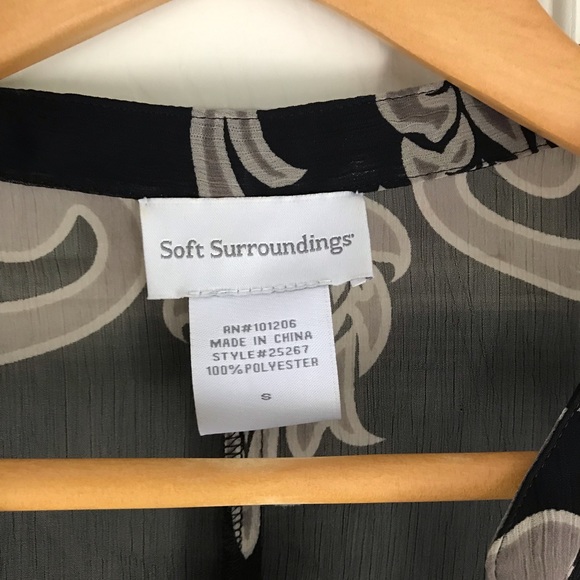 Soft Surroundings
RN#101206
MADE IN CHINA
STYLE#25267
100%POLYESTER
S